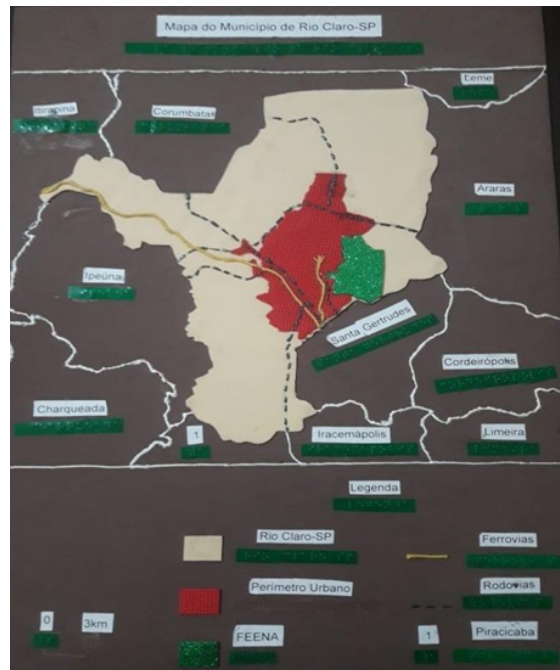 Mapa do Município de Rio Claro-SP
Leme
Ibirapina
Corumbataí
Araras
Ipeúna
Santa Gertrudes
Cordeirópolis
Charqueada
1
Iracemápolis
Limeira
Legenda
Rio Claro-SP
Ferrovias
Perímetro Urbano
Rodovias
0
3km
FEENA
1
Piracicaba